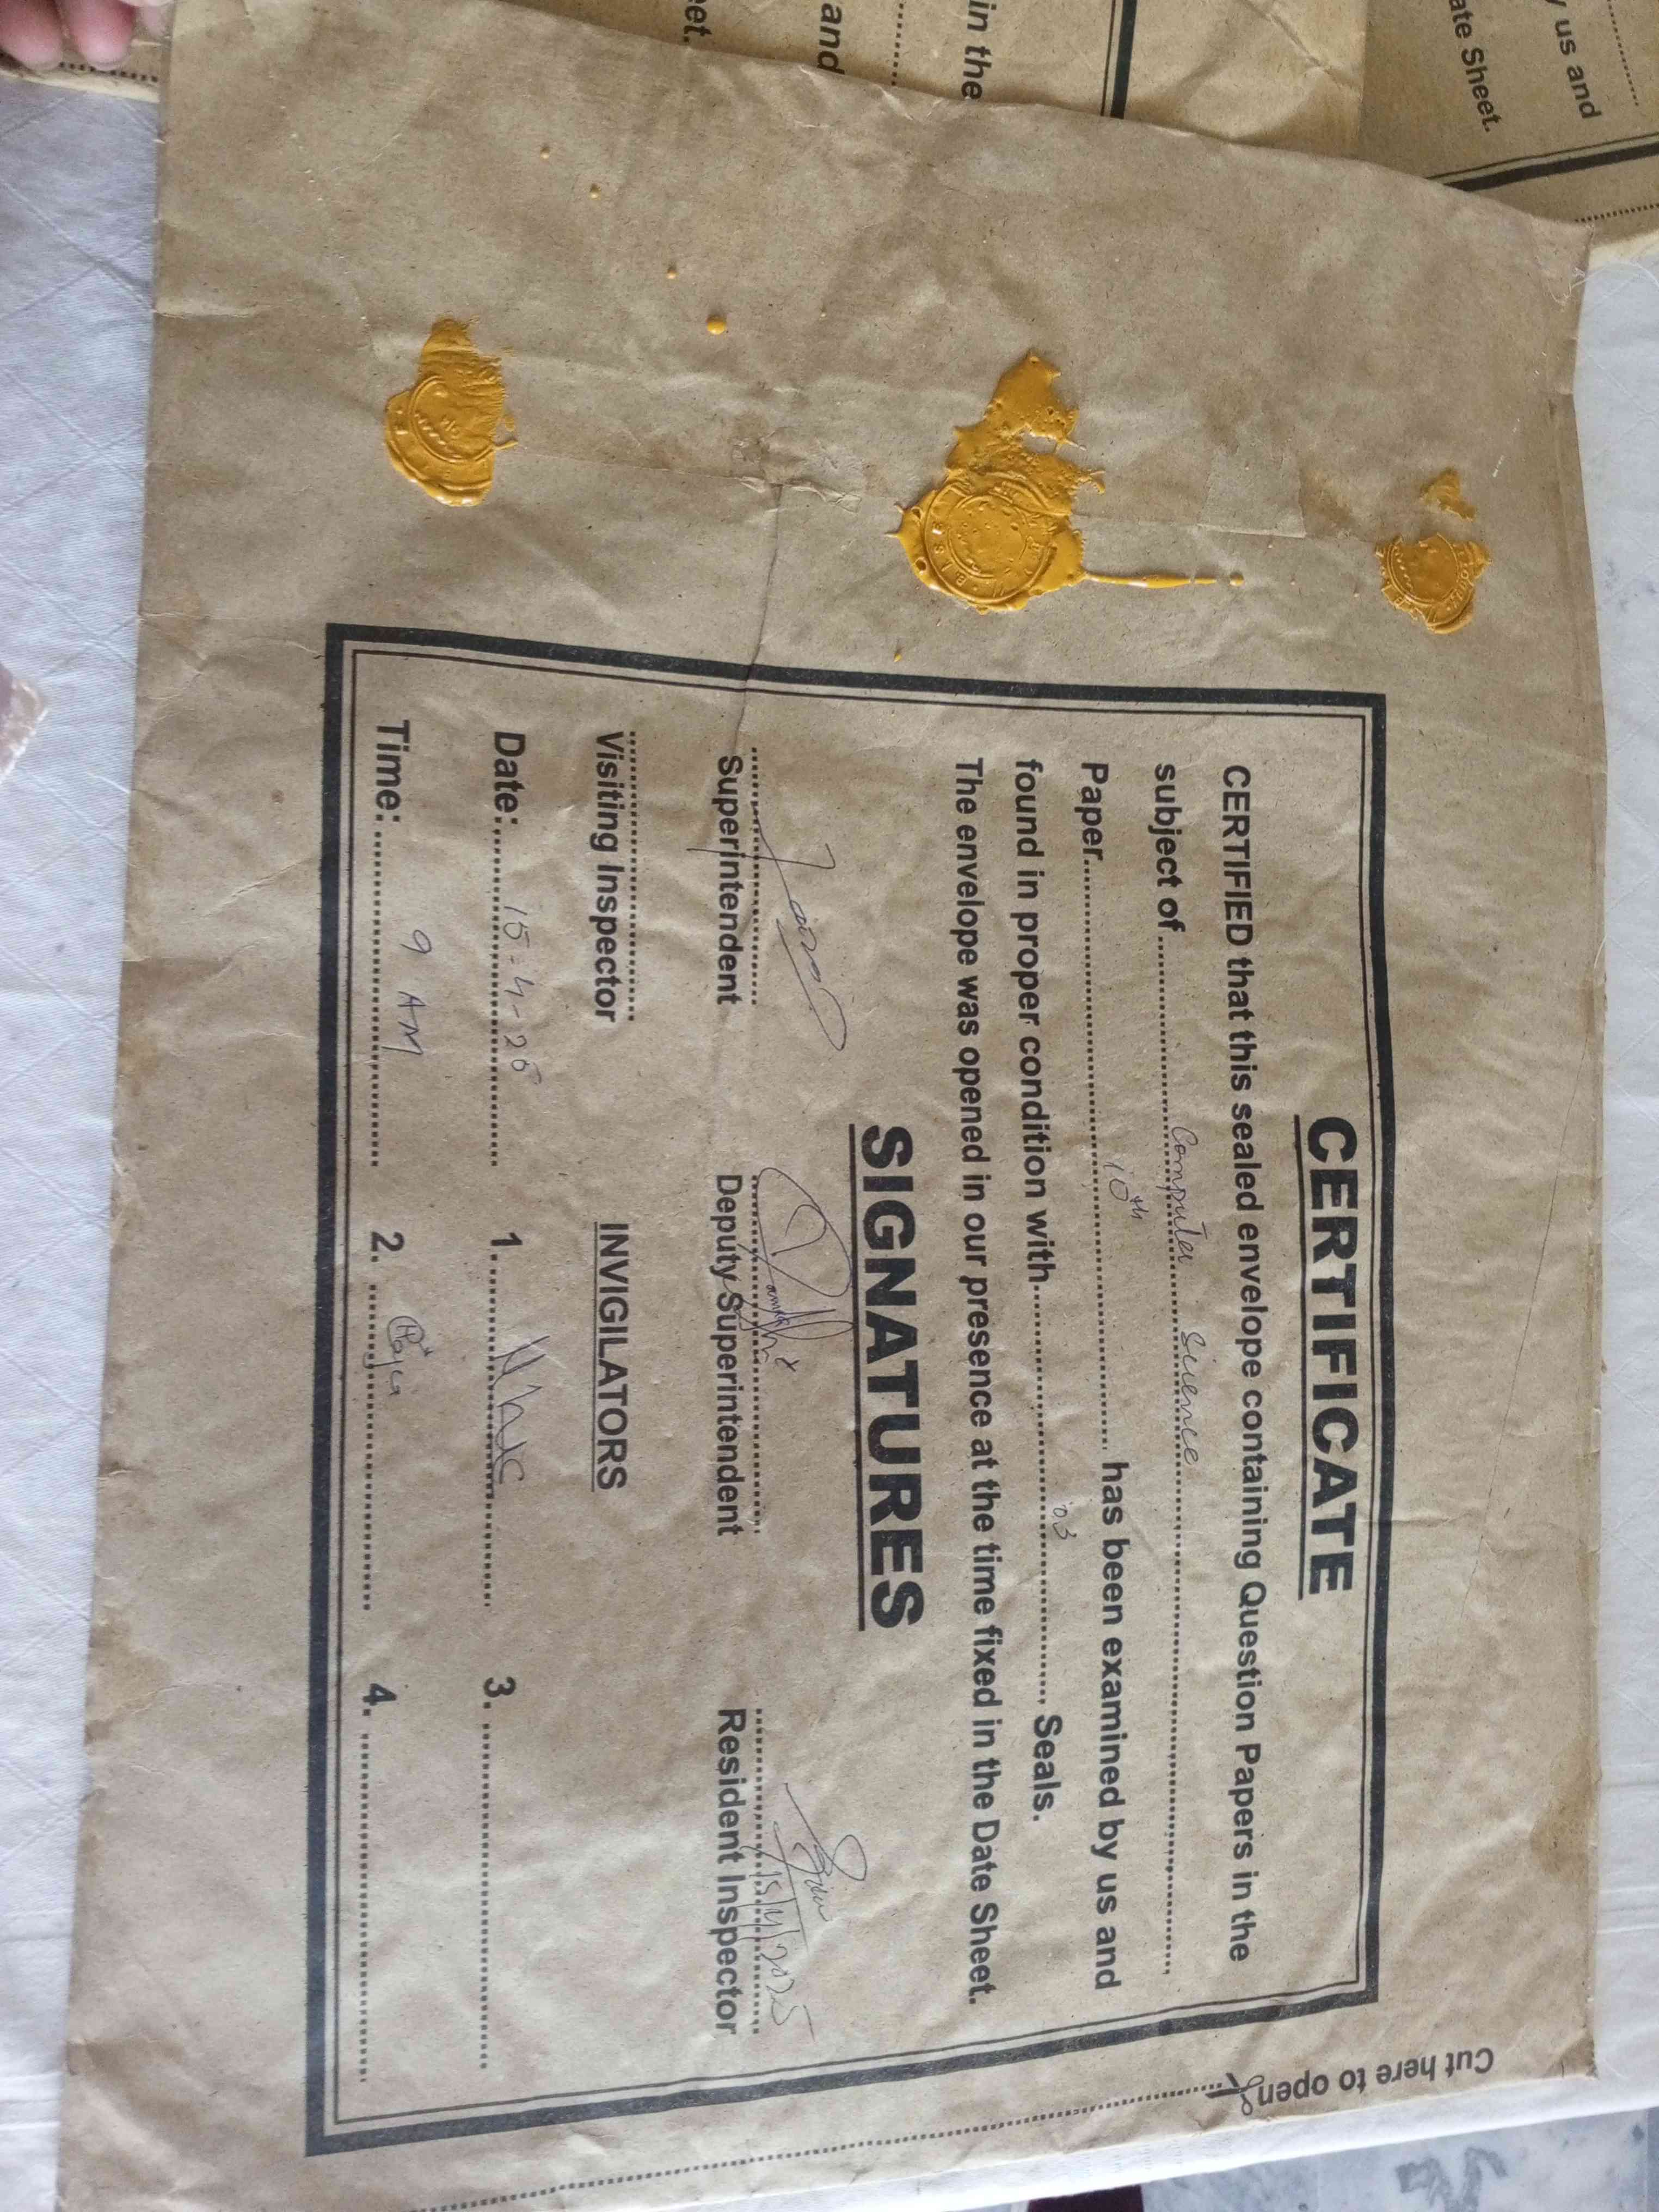 in the
and
eet.
y us and
ate Sheet.
CERTIFICATE
CERTIFIED that this sealed envelope containing Question Papers in the
subject of.......... Computer Science ..........,
Paper.......... 10th .......... has been examined by us and
found in proper condition with.......... 03 .......... Seals.
The envelope was opened in our presence at the time fixed in the Date Sheet.
SIGNATURES
15/4/2025
Superintendent Deputy Superintendent Resident Inspector
Visiting Inspector INVIGILATORS
Date:.......... 15-4-25 .......... 1.......... 3. ..........
Time:.......... 9 AM .......... 2. .......... 4. ..........
Cut here to open